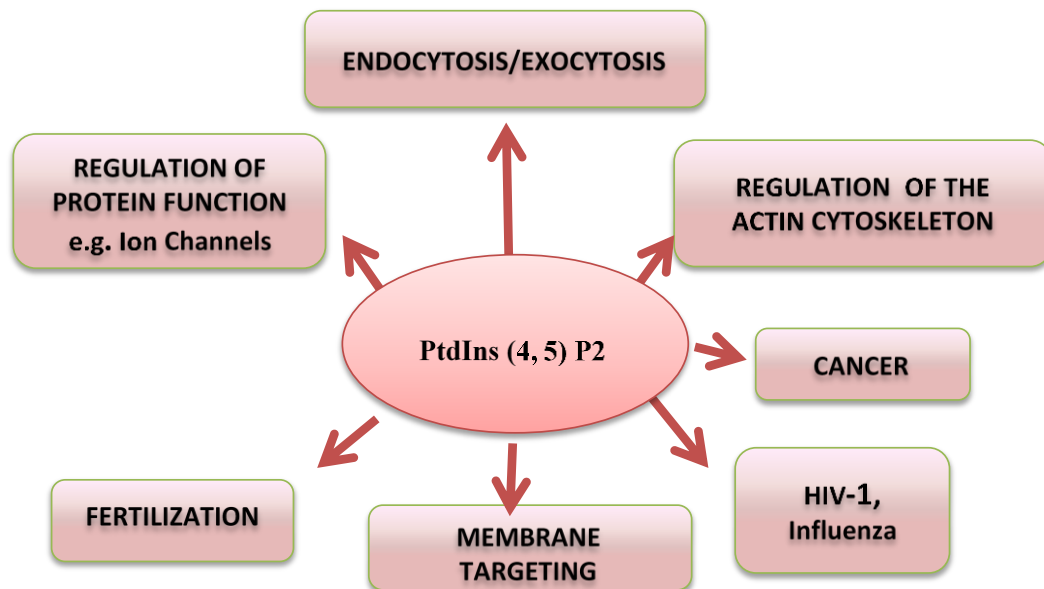 ENDOCYTOSIS/EXOCYTOSIS
REGULATION OF
PROTEIN FUNCTION
e.g. Ion Channels
REGULATION OF THE
ACTIN CYTOSKELETON
PtdIns (4, 5) P2
CANCER
FERTILIZATION
MEMBRANE
TARGETING
HIV-1,
Influenza